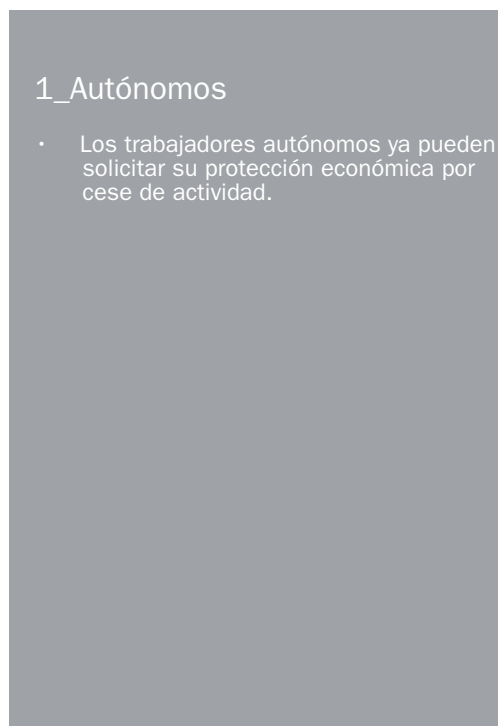 1_Autónomos
· Los trabajadores autónomos ya pueden
solicitar su protección económica por
cese de actividad.